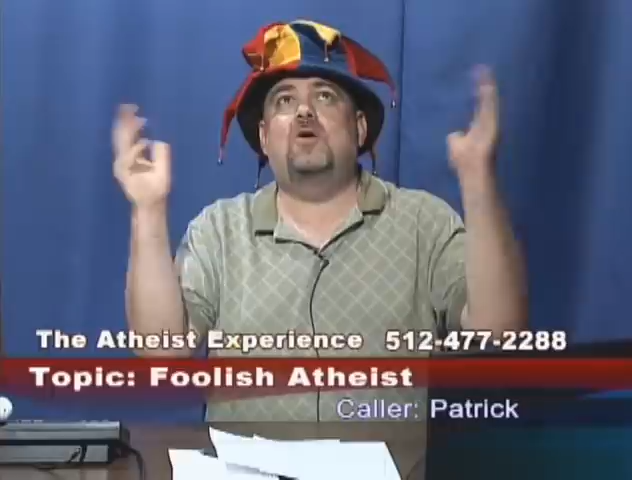 The Atheist Experience 512-477-2288
Topic: Foolish Atheist
Caller: Patrick